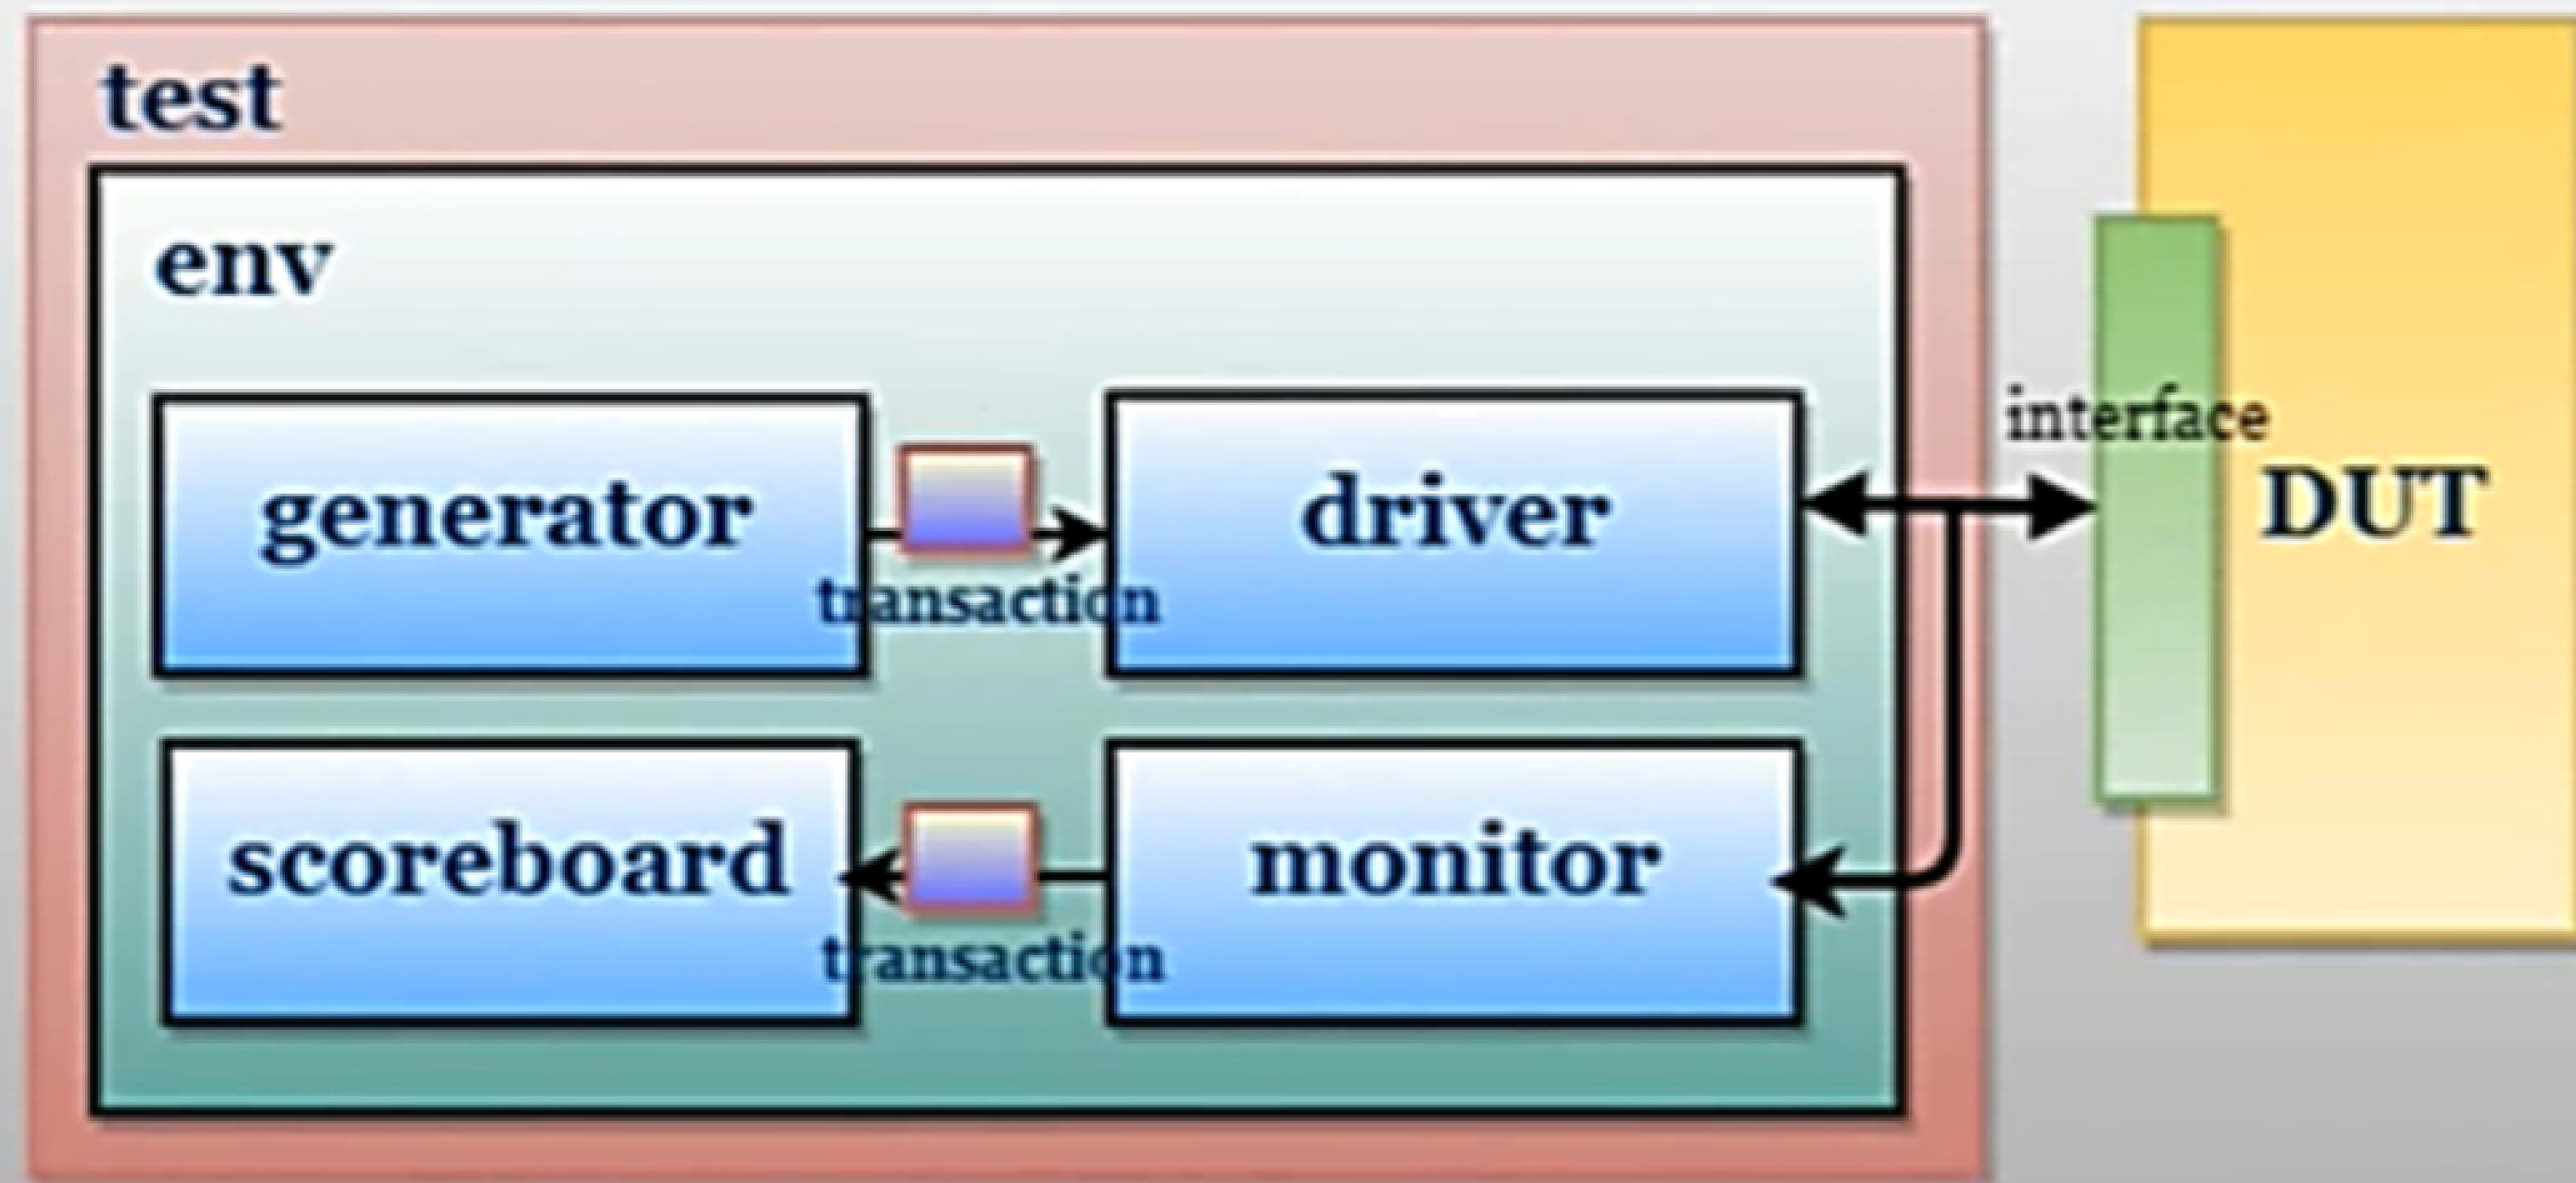 test
env
generator
transaction
driver
interface
DUT
scoreboard
transaction
monitor